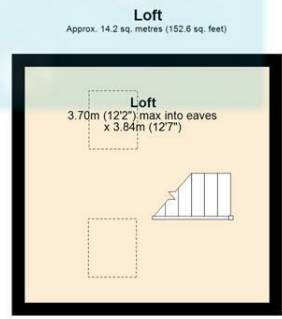 Loft
Approx. 14.2 sq. metres (152.6 sq. feet)
Loft
3.70m (12'2") max into eaves
x 3.84m (12'7")